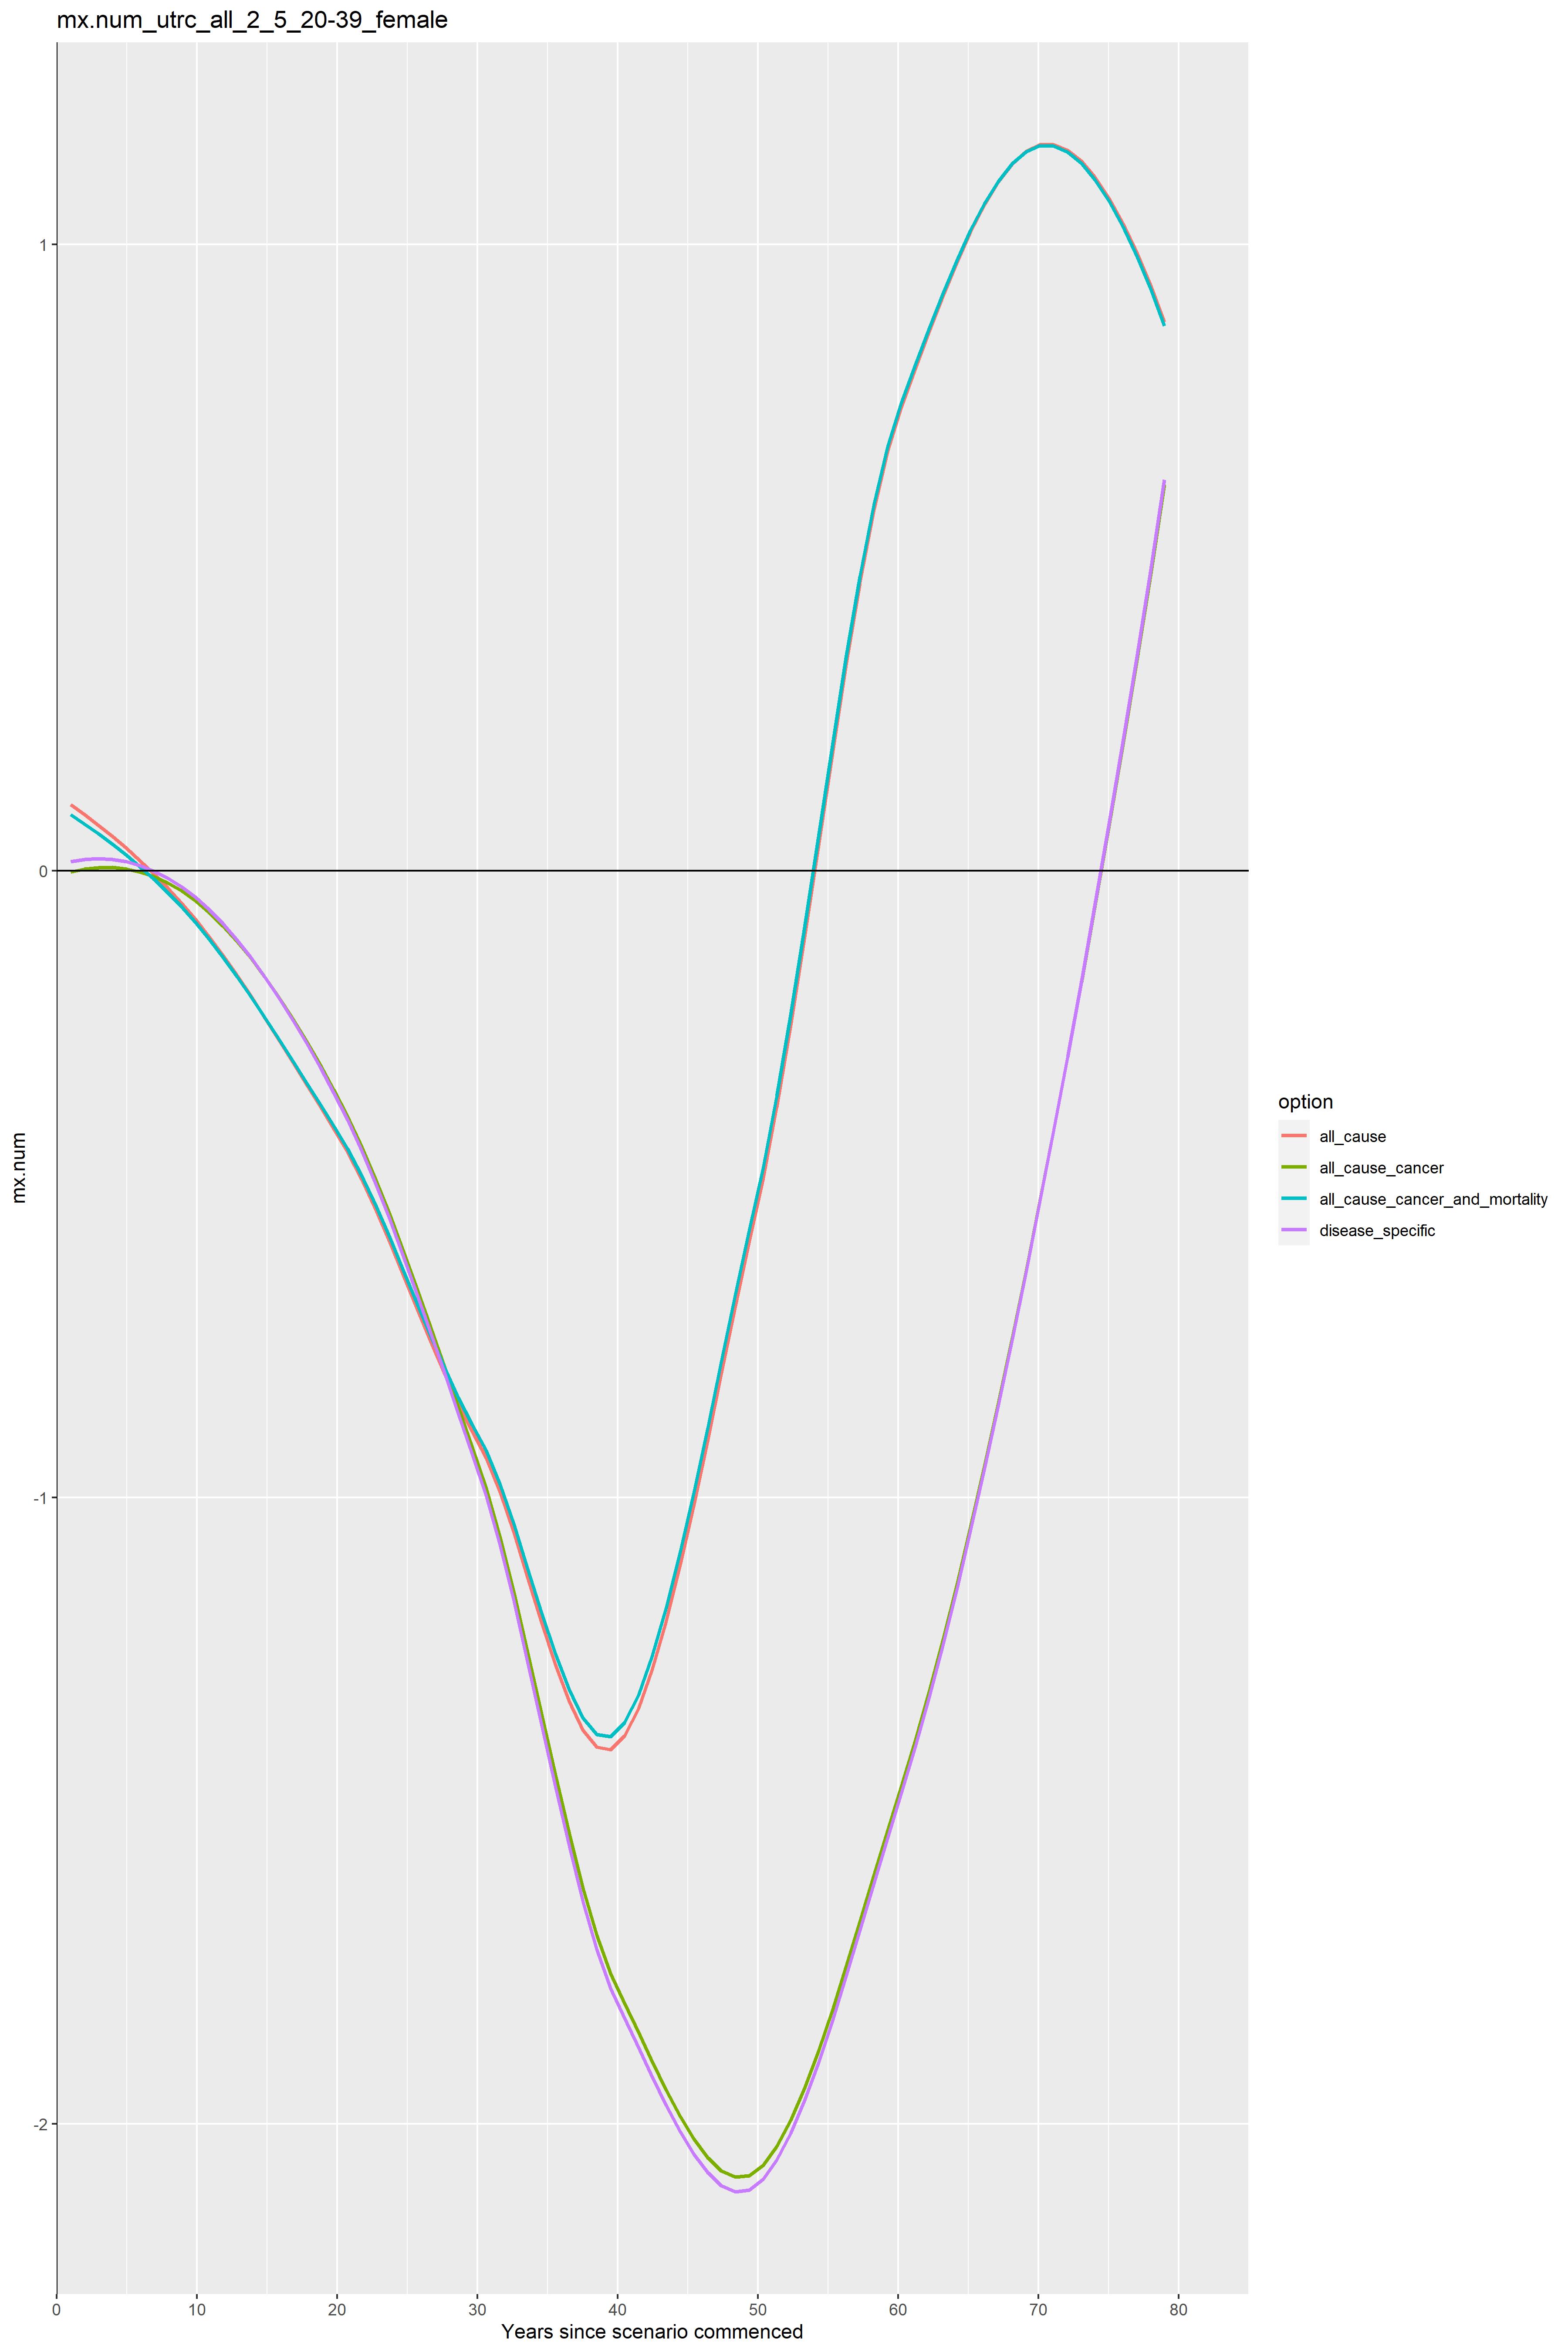 mx.num_utrc_all_2_5_20-39_female
mx.num
1
0
-1
-2
0 10 20 30 40 50 60 70 80
Years since scenario commenced
option
all_cause
all_cause_cancer
all_cause_cancer_and_mortality
disease_specific